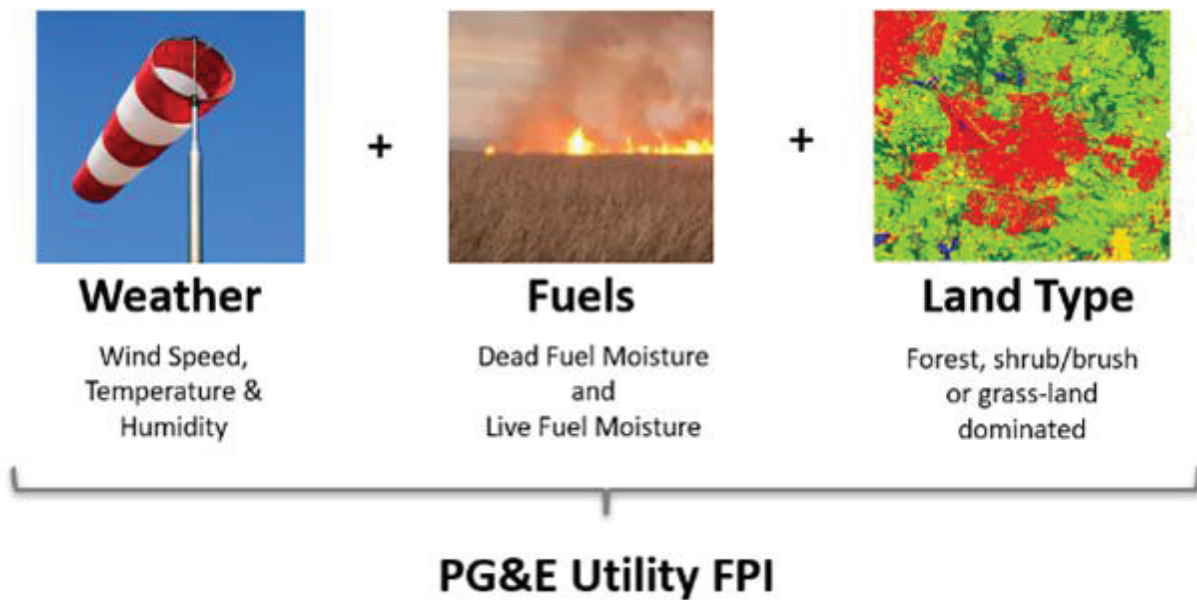 +
+
Weather
Fuels
Land Type
Wind Speed,
Temperature &
Humidity
Dead Fuel Moisture
and
Live Fuel Moisture
Forest, shrub/brush
or grass-land
dominated
PG&E Utility FPI